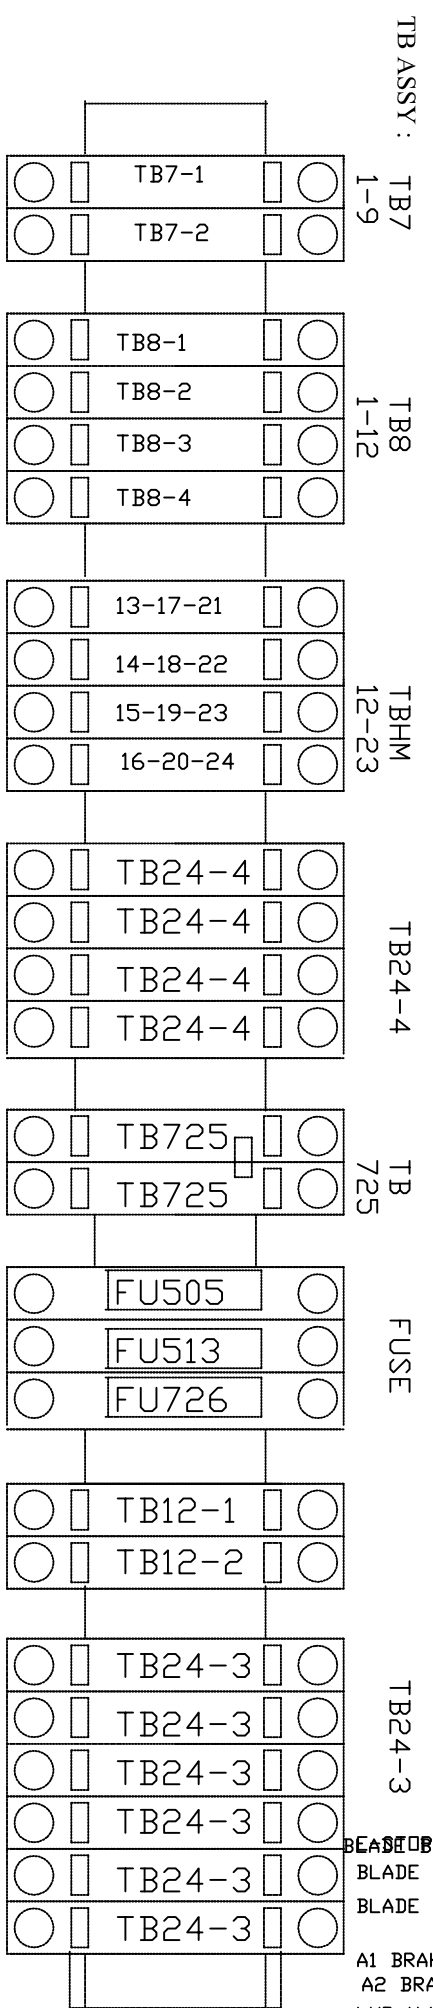 TB ASSY :
TB7
1-9
TB7-1
TB7-2
TB8
1-12
TB8-1
TB8-2
TB8-3
TB8-4
TBHM
12-23
13-17-21
14-18-22
15-19-23
16-20-24
TB24-4
TB24-4
TB24-4
TB24-4
TB24-4
TB
725
TB725
TB725
FUSE
FU505
FU513
FU726
TB12-1
TB12-2
TB24-3
TB24-3
TB24-3
TB24-3
TB24-3
TB24-3
TB24-3
BLADE
BLADE
A1
A2